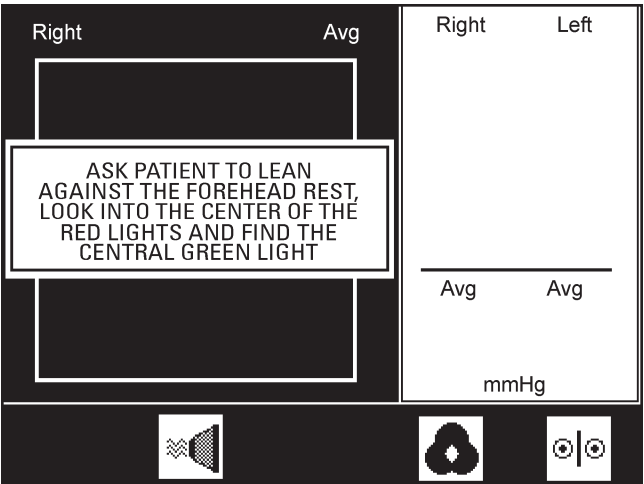 Right Avg
ASK PATIENT TO LEAN
AGAINST THE FOREHEAD REST,
LOOK INTO THE CENTER OF THE
RED LIGHTS AND FIND THE
CENTRAL GREEN LIGHT
Right Left
Avg Avg
mmHg